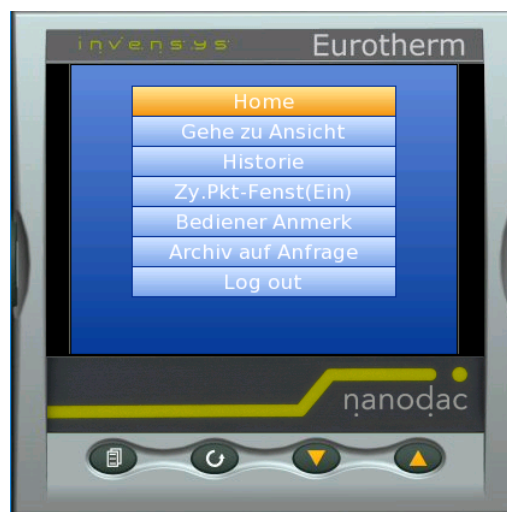 invensys
Eurotherm
Home
Gehe zu Ansicht
Historie
Zy.Pkt-Fenst(Ein)
Bediener Anmerk
Archiv auf Anfrage
Log out
nanodac